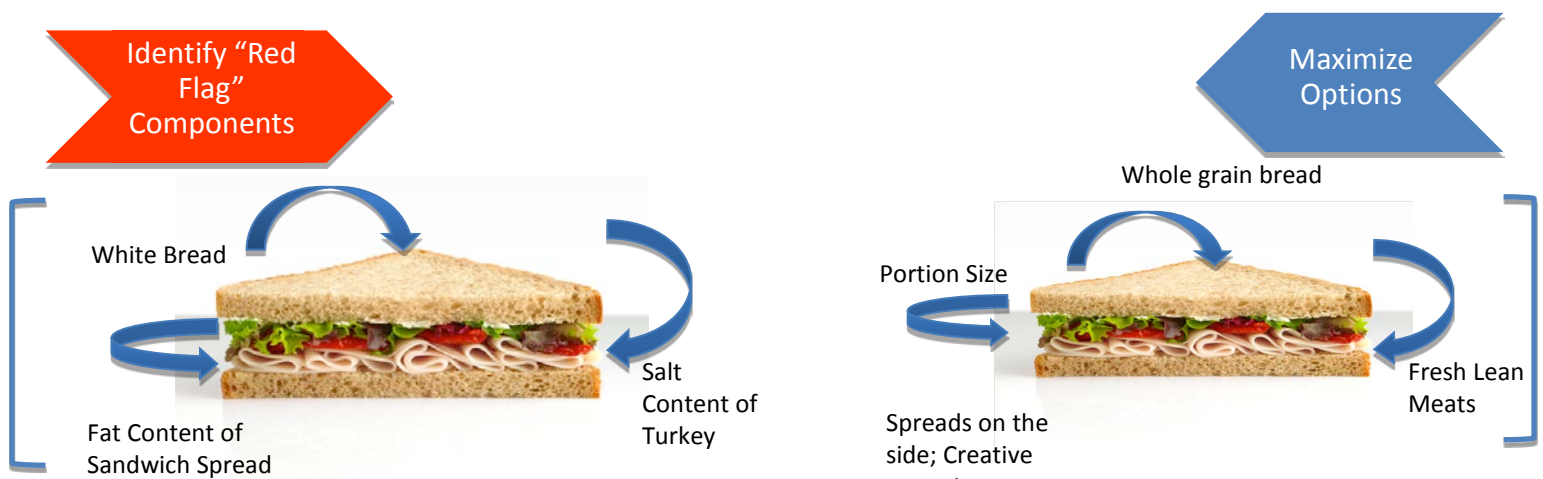 Identify “Red
Flag”
Components
White Bread
Fat Content of
Sandwich Spread
Salt
Content of
Turkey
Maximize
Options
Whole grain bread
Portion Size
Spreads on the
side; Creative
Fresh Lean
Meats